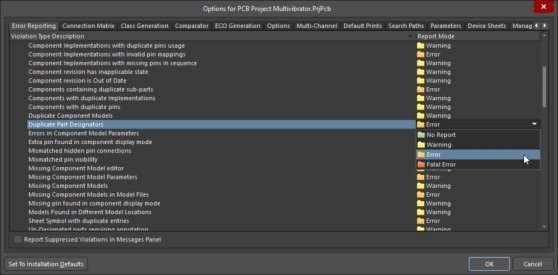 Options for PCB Project Multivibrator.PrjPcb
Error Reporting Connection Matrix Class Generation Comparator ECO Generation Options Multi-Channel Default Prints Search Paths Parameters Device Sheets Manag
Violation Type Description Report Mode
Component Implementations with duplicate pins usage Warning
Component Implementations with invalid pin mappings Error
Component Implementations with missing pins in sequence Warning
Component revision has inapplicable state Error
Component revision is Out of Date Warning
Components containing duplicate sub-parts Error
Components with duplicate Implementations Warning
Components with duplicate pins Warning
Duplicate Component Models Warning
Duplicate Part Designators Error
Errors in Component Model Parameters
No Report
Extra pin found in component display mode
Warning
Mismatched hidden pin connections
Error
Mismatched pin visibility
Fatal Error
Missing Component Model editor
Missing Component Model Parameters Error
Missing Component Models Warning
Missing Component Models in Model Files Error
Missing pin found in component display mode Warning
Models Found in Different Model Locations Warning
Sheet Symbol with duplicate entries Error
Un-Designated parts requiring annotation Warning
Report Suppressed Violations in Messages Panel
Set To Installation Defaults OK Cancel